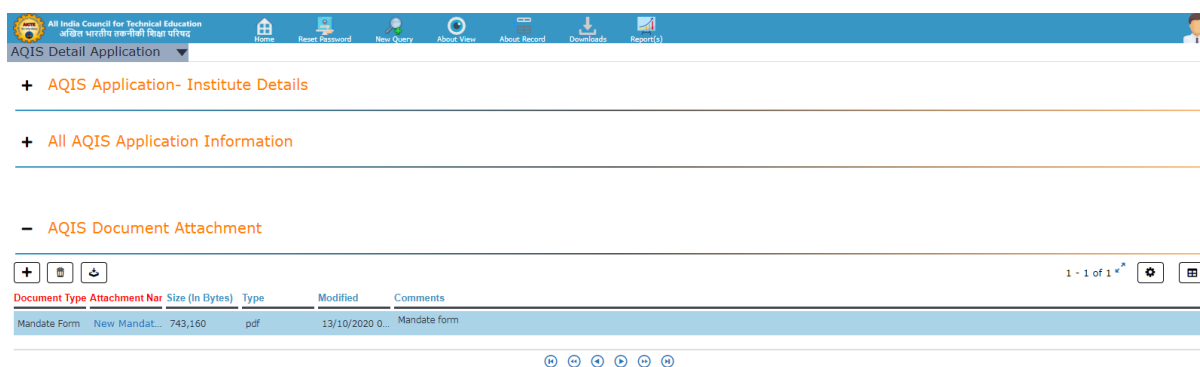 All India Council for Technical Education
अखिल भारतीय तकनीकी शिक्षा परिषद
Home Reset Password New Query About View About Record Downloads Report(s)
AQIS Detail Application
+ AQIS Application- Institute Details
+ All AQIS Application Information
− AQIS Document Attachment
1 - 1 of 1
Document Type Attachment Nar Size (In Bytes) Type Modified Comments
Mandate Form New Mandat... 743,160 pdf 13/10/2020 0... Mandate form